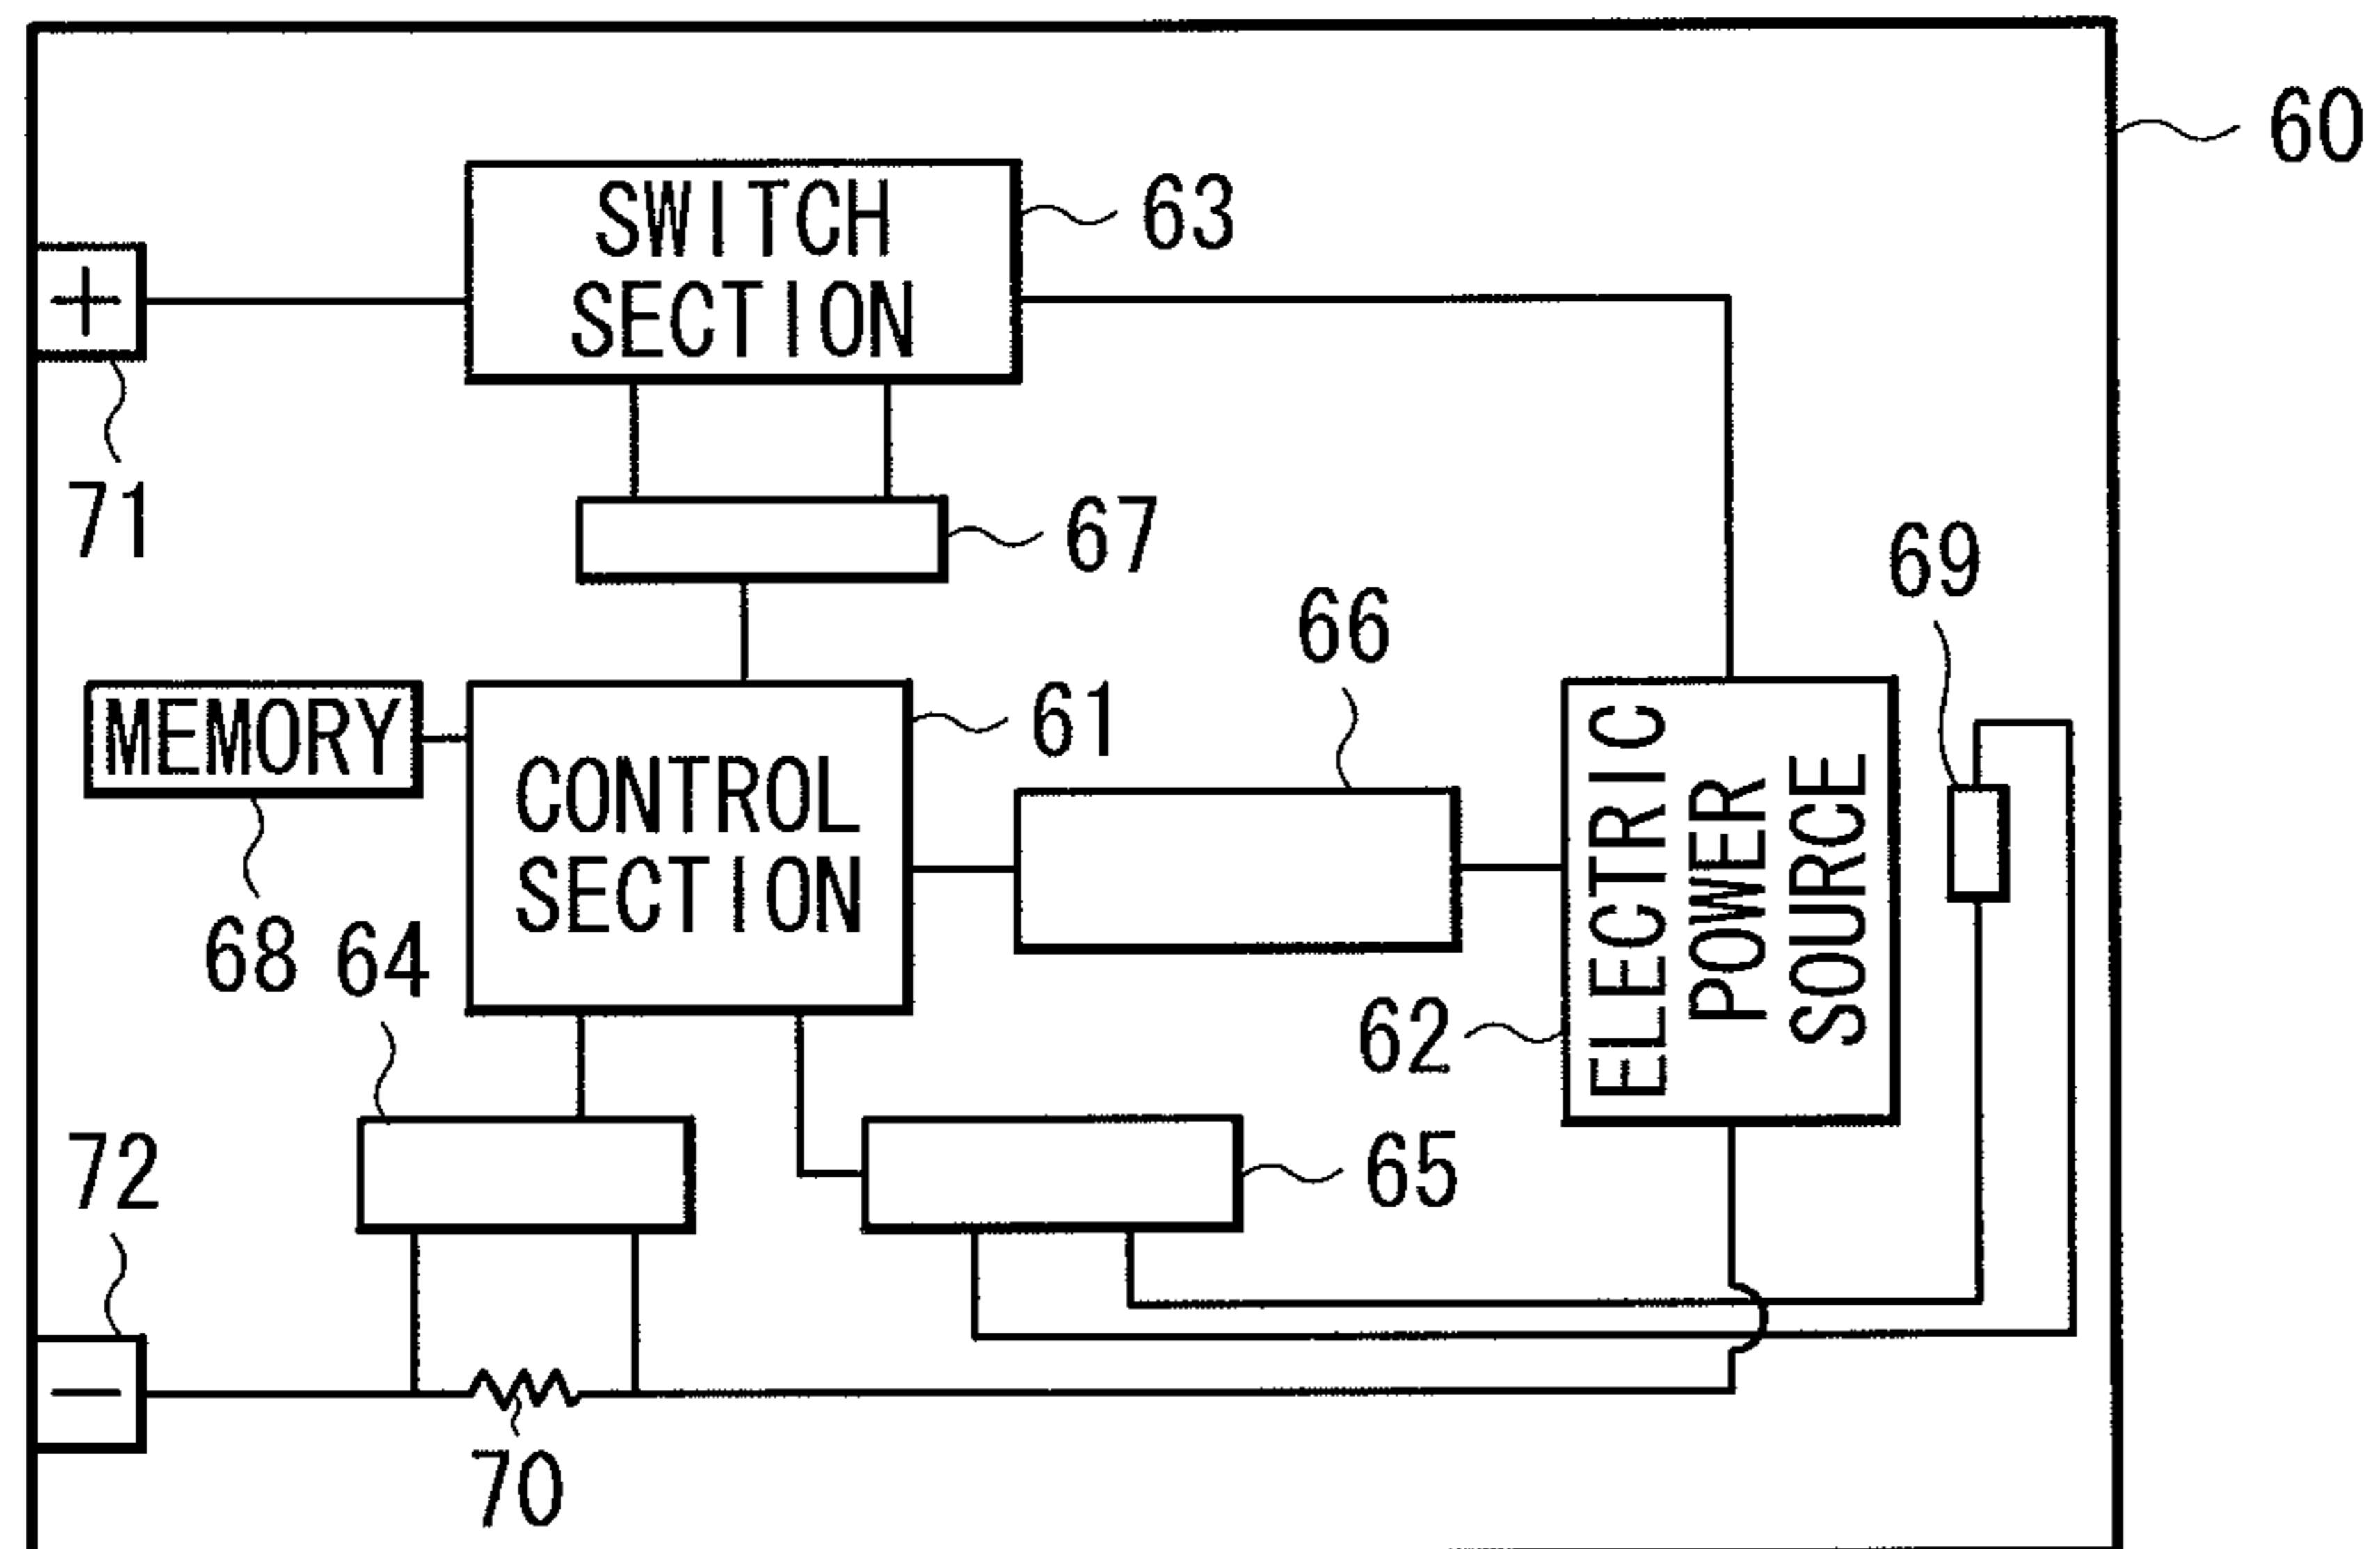 60
SWITCH
SECTION
63
+
71
67
69
66
MEMORY
61
CONTROL
SECTION
ELECTRIC
POWER
SOURCE
68
64
62
72
65
−
70